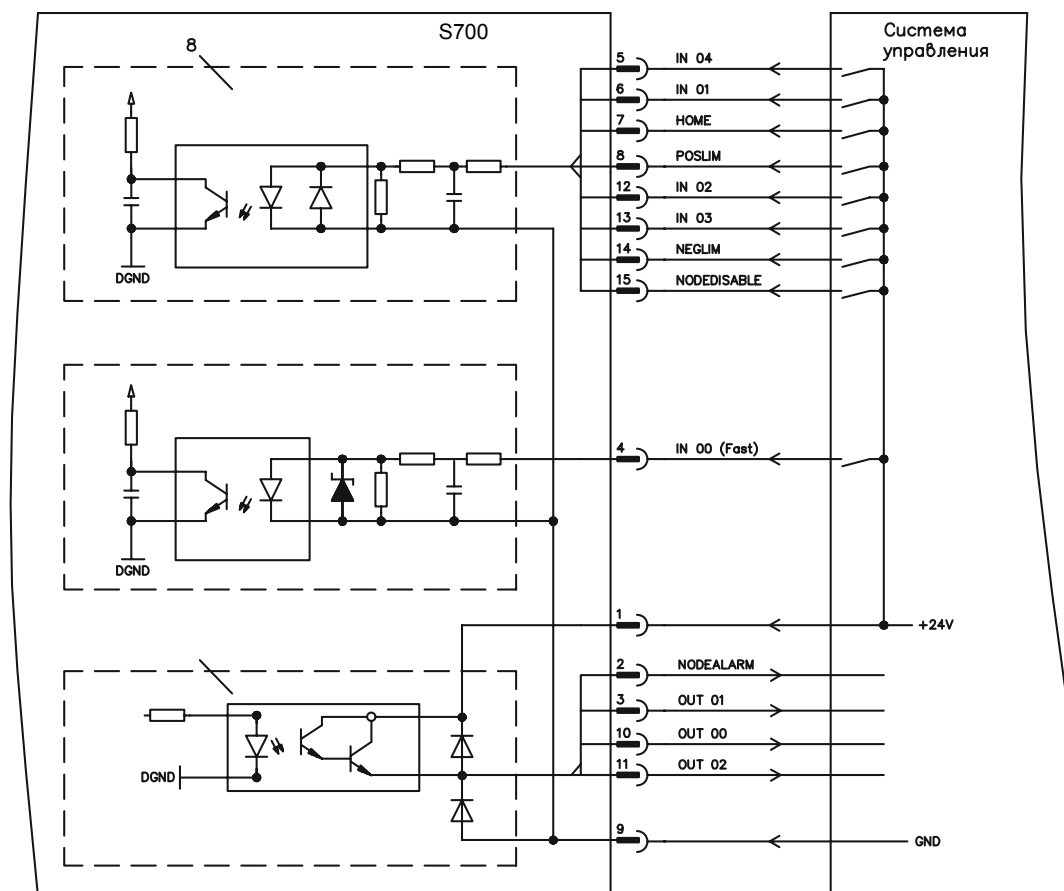 S700
Система
управления
8
5 IN 04
6 IN 01
7 HOME
8 POSLIM
12 IN 02
13 IN 03
14 NEGLIM
15 NODEDISABLE
DGND
4 IN 00 (Fast)
DGND
1 +24V
2 NODEALARM
3 OUT 01
10 OUT 00
11 OUT 02
DGND
9 GND